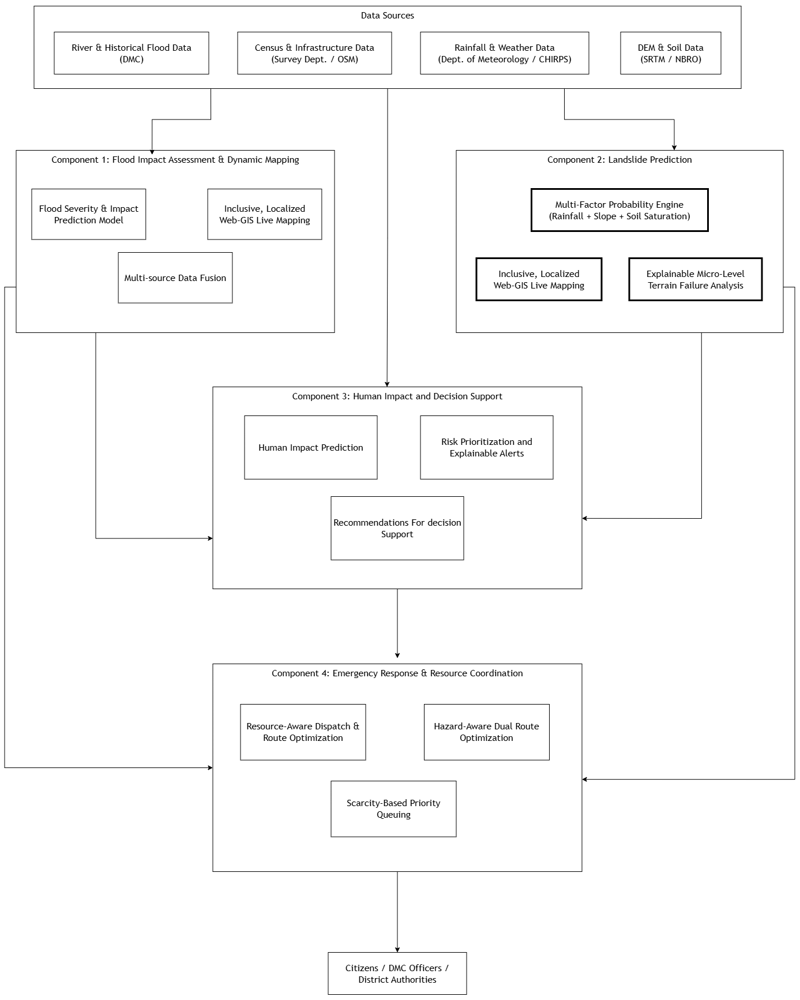 Data Sources
River & Historical Flood Data
(DMC)
Census & Infrastructure Data
(Survey Dept. / OSM)
Rainfall & Weather Data
(Dept. of Meteorology / CHIRPS)
DEM & Soil Data
(SRTM / NBRO)
Component 1: Flood Impact Assessment & Dynamic Mapping
Flood Severity & Impact
Prediction Model
Inclusive, Localized
Web-GIS Live Mapping
Multi-source Data Fusion
Component 2: Landslide Prediction
Multi-Factor Probability Engine
(Rainfall + Slope + Soil Saturation)
Inclusive, Localized
Web-GIS Live Mapping
Explainable Micro-Level
Terrain Failure Analysis
Component 3: Human Impact and Decision Support
Human Impact Prediction
Risk Prioritization and
Explainable Alerts
Recommendations For decision
Support
Component 4: Emergency Response & Resource Coordination
Resource-Aware Dispatch &
Route Optimization
Hazard-Aware Dual Route
Optimization
Scarcity-Based Priority
Queuing
Citizens / DMC Officers /
District Authorities